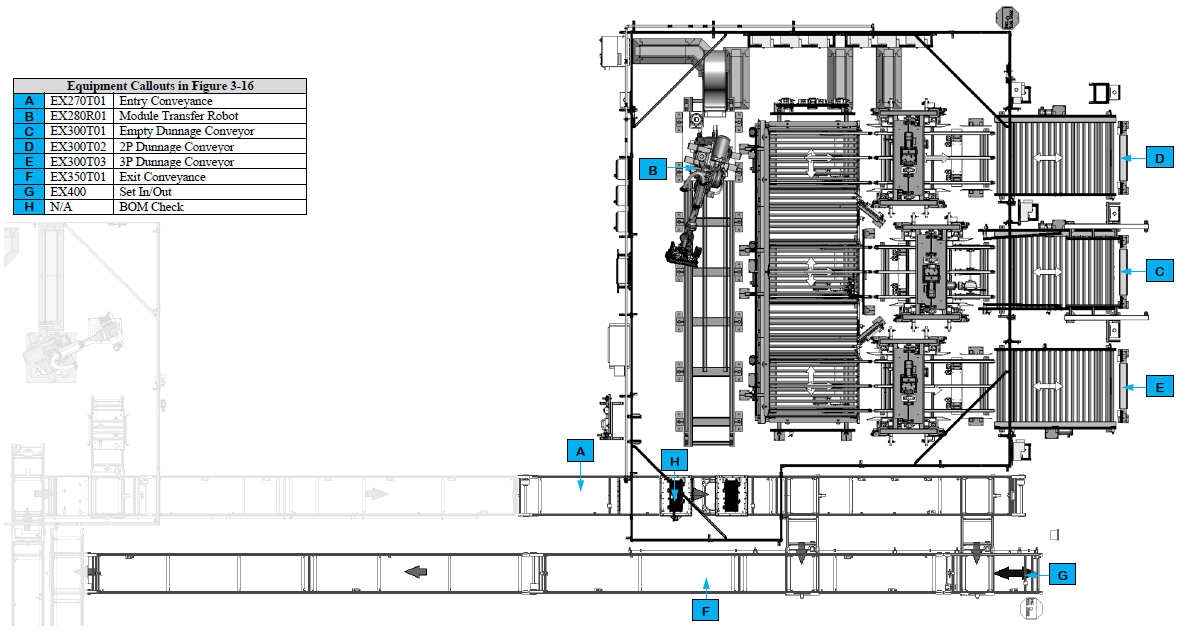 Equipment Callouts in Figure 3-16
A EX270T01 Entry Conveyance
B EX280R01 Module Transfer Robot
C EX300T01 Empty Dunnage Conveyor
D EX300T02 2P Dunnage Conveyor
E EX300T03 3P Dunnage Conveyor
F EX350T01 Exit Conveyance
G EX400 Set In/Out
H N/A BOM Check
B
D
C
E
A
H
G
F